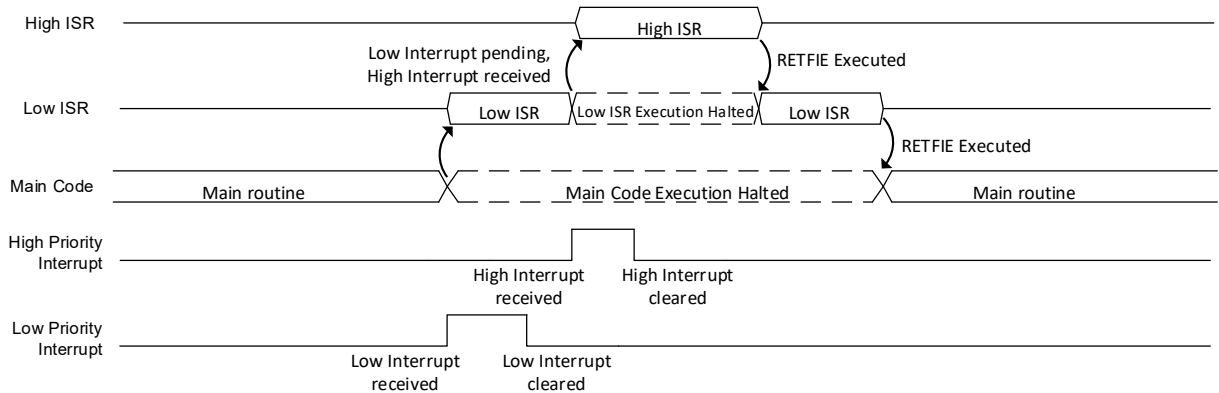 High ISR
High ISR
Low Interrupt pending,
High Interrupt received
RETFIE Executed
Low ISR
Low ISR
Low ISR Execution Halted
Low ISR
RETFIE Executed
Main Code
Main routine
Main Code Execution Halted
Main routine
High Priority
Interrupt
High Interrupt
received
High Interrupt
cleared
Low Priority
Interrupt
Low Interrupt
received
Low Interrupt
cleared